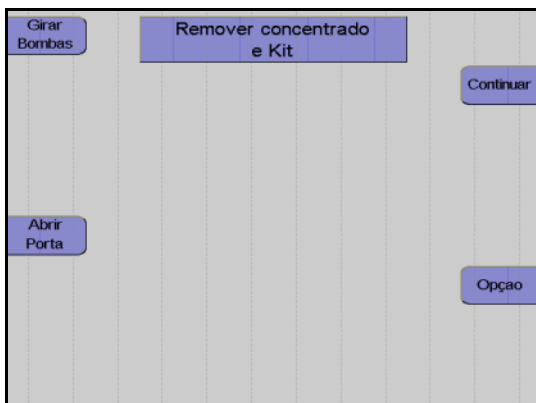 Girar
Bombas
Remover concentrado
e Kit
Continuar
Abrir
Porta
Opçao